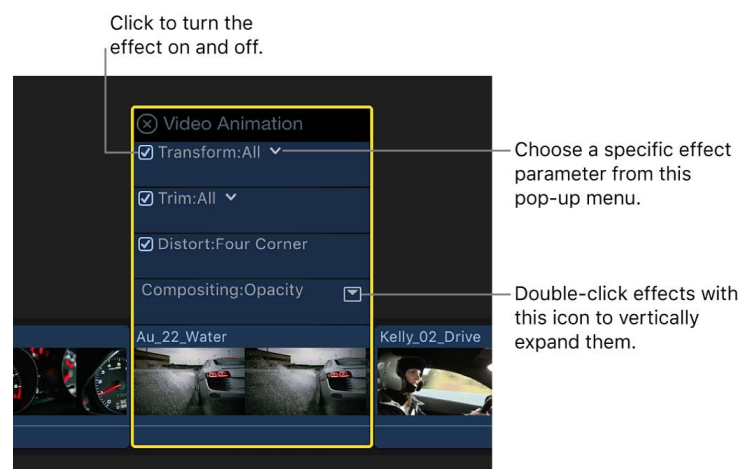 Click to turn the
effect on and off.
Video Animation
Transform:All
Choose a specific effect
parameter from this
pop-up menu.
Trim:All
Distort:Four Corner
Compositing:Opacity
Double-click effects with
this icon to vertically
expand them.
Au_22_Water
Kelly_02_Drive